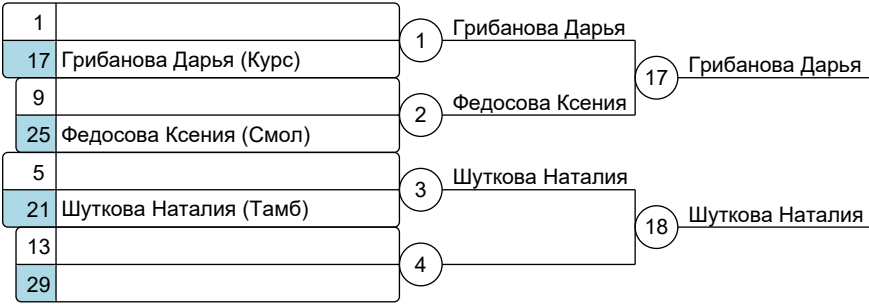 1
17 Грибанова Дарья (Курс)
9
25 Федосова Ксения (Смол)
5
21 Шуткова Наталия (Тамб)
13
29
1 Грибанова Дарья
2 Федосова Ксения
3 Шуткова Наталия
4
17 Грибанова Дарья
18 Шуткова Наталия